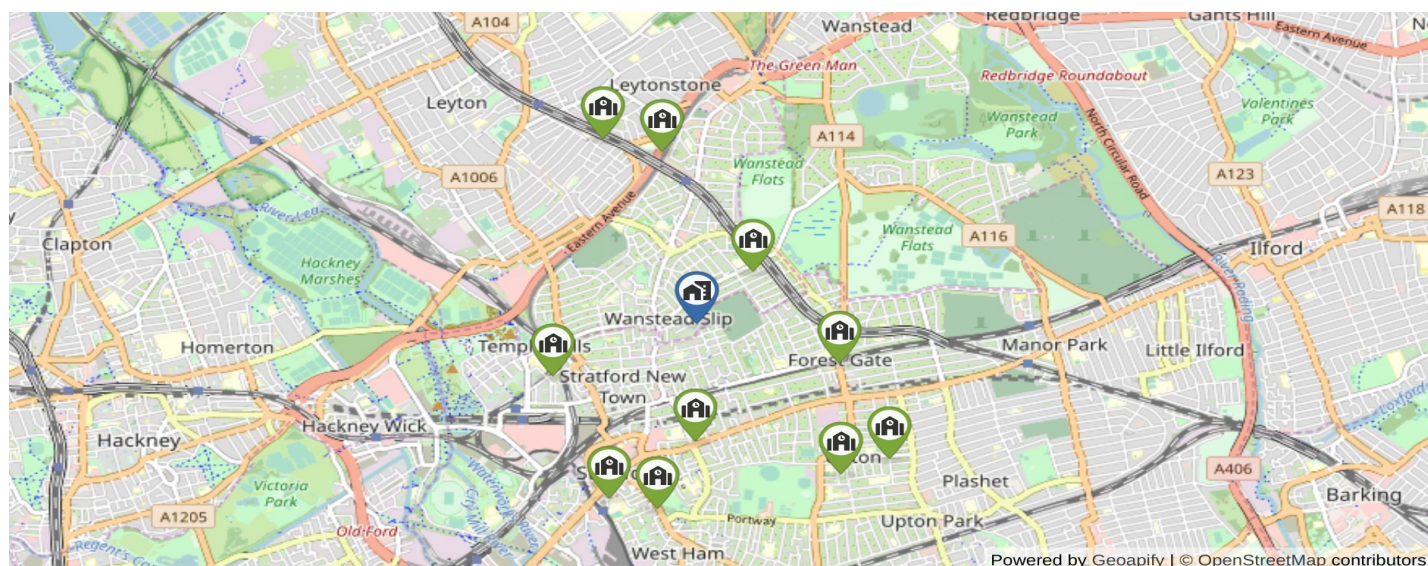 A104
Wanstead
Redbridge
Gants Hill
Eastern Avenue
The Green Man
Redbridge Roundabout
Leytonstone
Leyton
Valentines
Park
Wanstead
Park
North Circular Road
A114
Wanstead
Flats
A1006
A123
River Lea
Eastern Avenue
A118
Clapton
Hackney
Marshes
Wanstead
Flats
A116
Ilford
River Roding
Wanstead Slip
Homerton
Forest Gate
Manor Park
Little Ilford
Stratford New
Town
Hackney Wick
Hackney
A406
Plashet
Victoria
Park
Barking
A1205
Old Ford
Portway
Upton Park
West Ham
Powered by Geoapify | © OpenStreetMap contributors